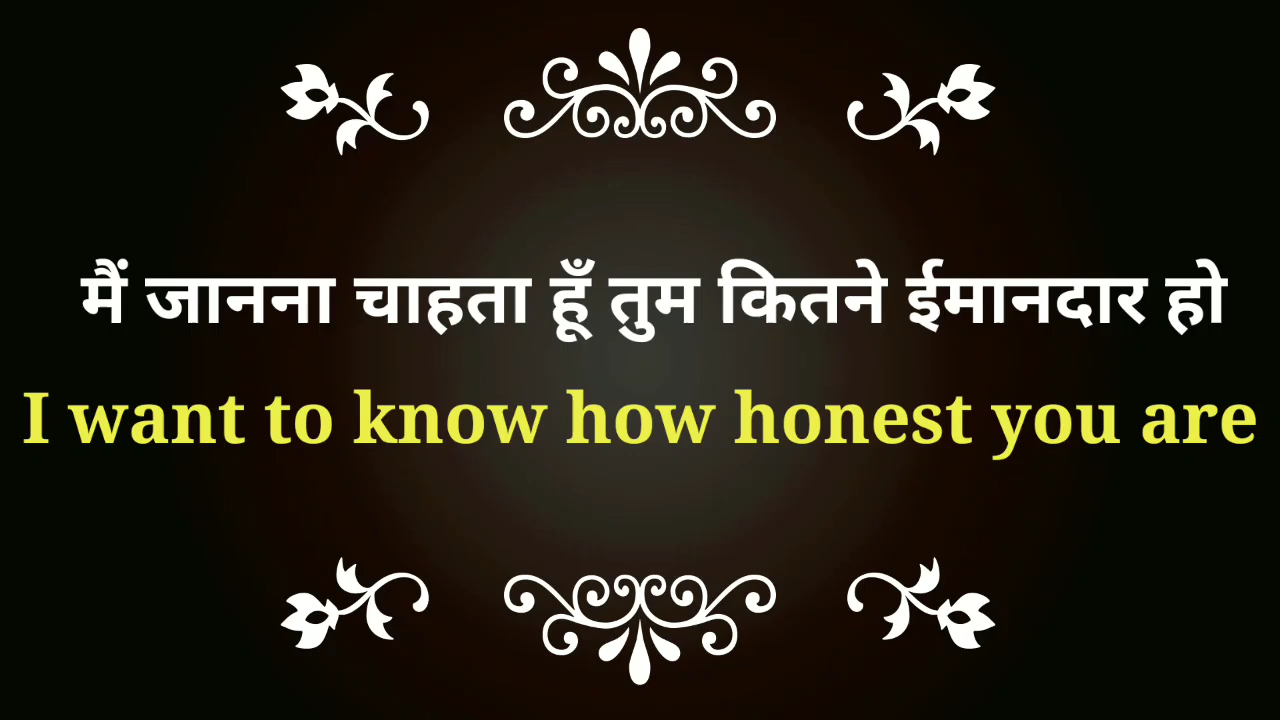 मैं जानना चाहता हूँ तुम कितने ईमानदार हो
I want to know how honest you are